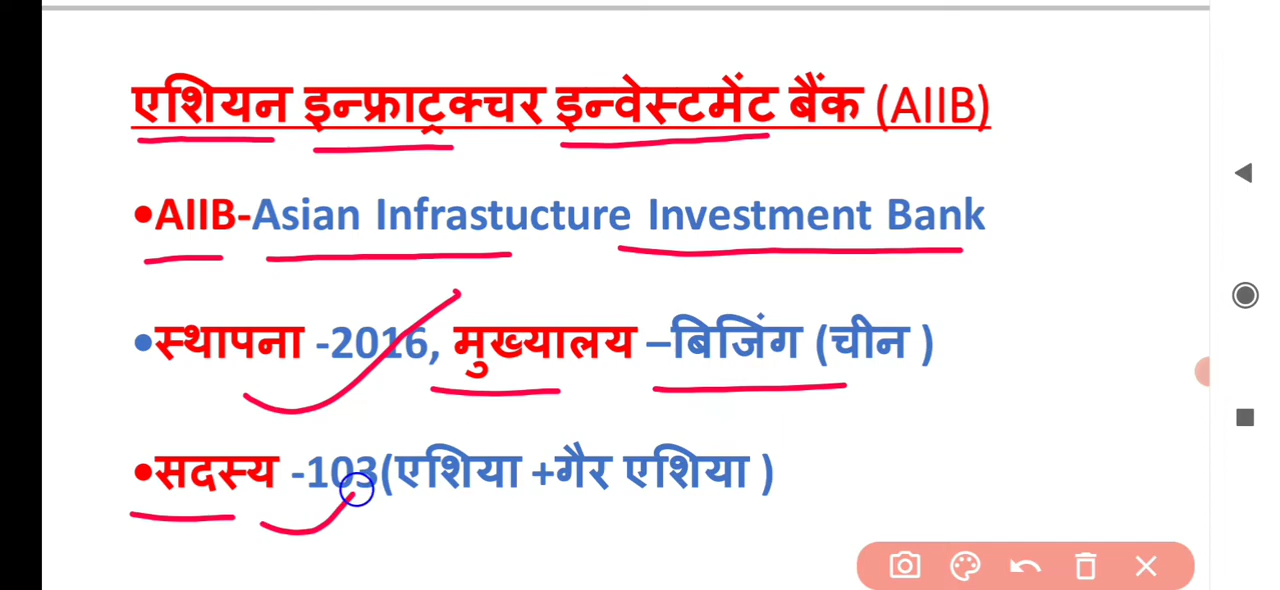 एशियन इन्फ्राट्रक्चर इन्वेस्टमेंट बैंक (AIIB)
•AIIB-Asian Infrastucture Investment Bank
•स्थापना -2016, मुख्यालय –बिजिंग (चीन )
•सदस्य -103(एशिया +गैर एशिया )